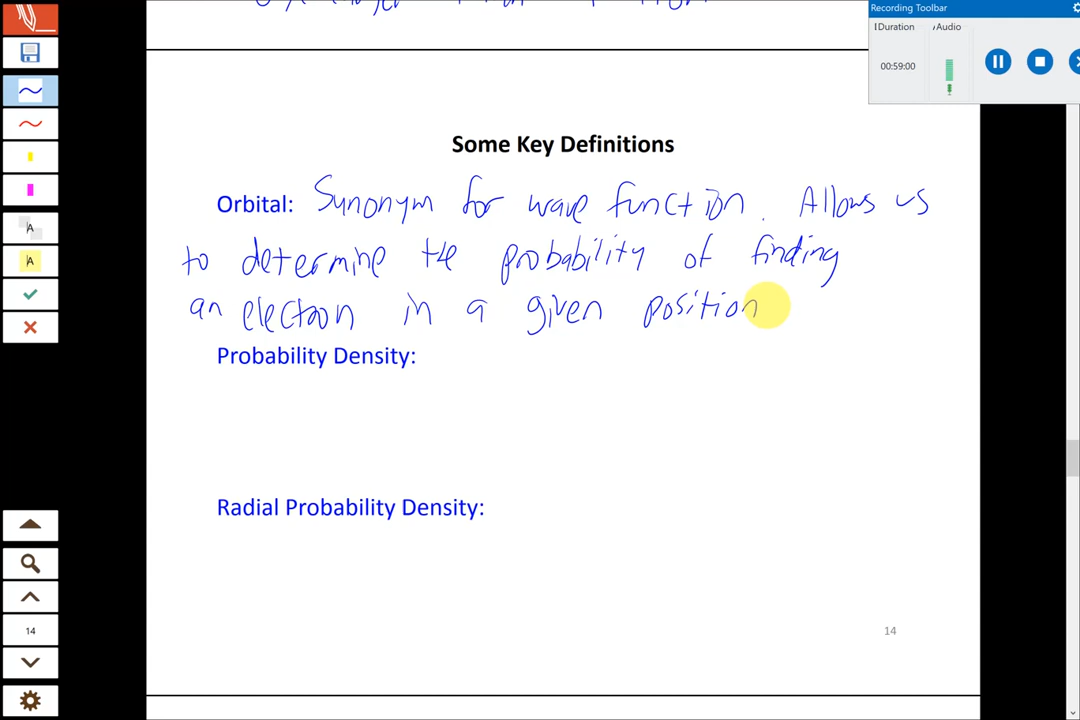 Recording Toolbar
Duration
Audio
00:59:00
Some Key Definitions
Orbital: Synonym for wave function. Allows us
to determine the probability of finding
an electron in a given position
Probability Density:
Radial Probability Density:
14
14